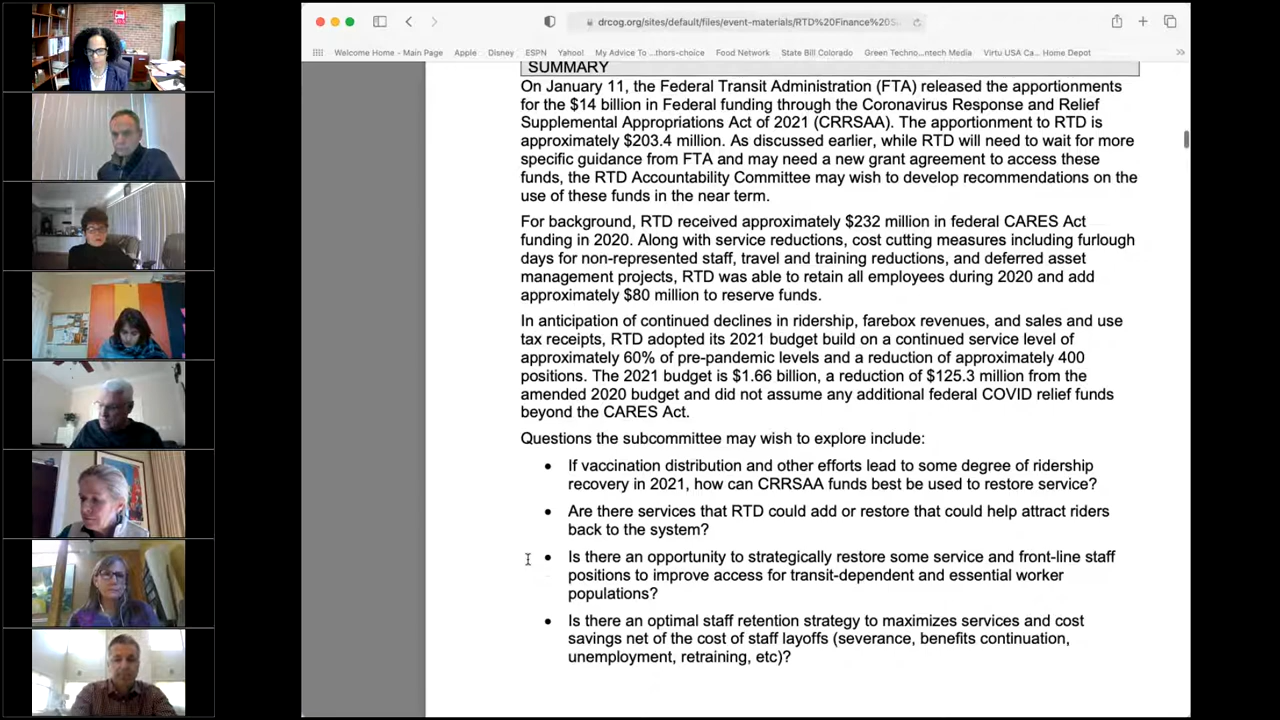 drcog.org/sites/default/files/event-materials/RTD%20Finance%20S...
Welcome Home - Main Page Apple Disney ESPN Yahoo! My Advice To ...thors-choice Food Network State Bill Colorado Green Techno...ntech Media Virtu USA Ca... Home Depot
SUMMARY
On January 11, the Federal Transit Administration (FTA) released the apportionments
for the $14 billion in Federal funding through the Coronavirus Response and Relief
Supplemental Appropriations Act of 2021 (CRRSAA). The apportionment to RTD is
approximately $203.4 million. As discussed earlier, while RTD will need to wait for more
specific guidance from FTA and may need a new grant agreement to access these
funds, the RTD Accountability Committee may wish to develop recommendations on the
use of these funds in the near term.
For background, RTD received approximately $232 million in federal CARES Act
funding in 2020. Along with service reductions, cost cutting measures including furlough
days for non-represented staff, travel and training reductions, and deferred asset
management projects, RTD was able to retain all employees during 2020 and add
approximately $80 million to reserve funds.
In anticipation of continued declines in ridership, farebox revenues, and sales and use
tax receipts, RTD adopted its 2021 budget build on a continued service level of
approximately 60% of pre-pandemic levels and a reduction of approximately 400
positions. The 2021 budget is $1.66 billion, a reduction of $125.3 million from the
amended 2020 budget and did not assume any additional federal COVID relief funds
beyond the CARES Act.
Questions the subcommittee may wish to explore include:
• If vaccination distribution and other efforts lead to some degree of ridership
recovery in 2021, how can CRRSAA funds best be used to restore service?
• Are there services that RTD could add or restore that could help attract riders
back to the system?
• Is there an opportunity to strategically restore some service and front-line staff
positions to improve access for transit-dependent and essential worker
populations?
• Is there an optimal staff retention strategy to maximizes services and cost
savings net of the cost of staff layoffs (severance, benefits continuation,
unemployment, retraining, etc)?